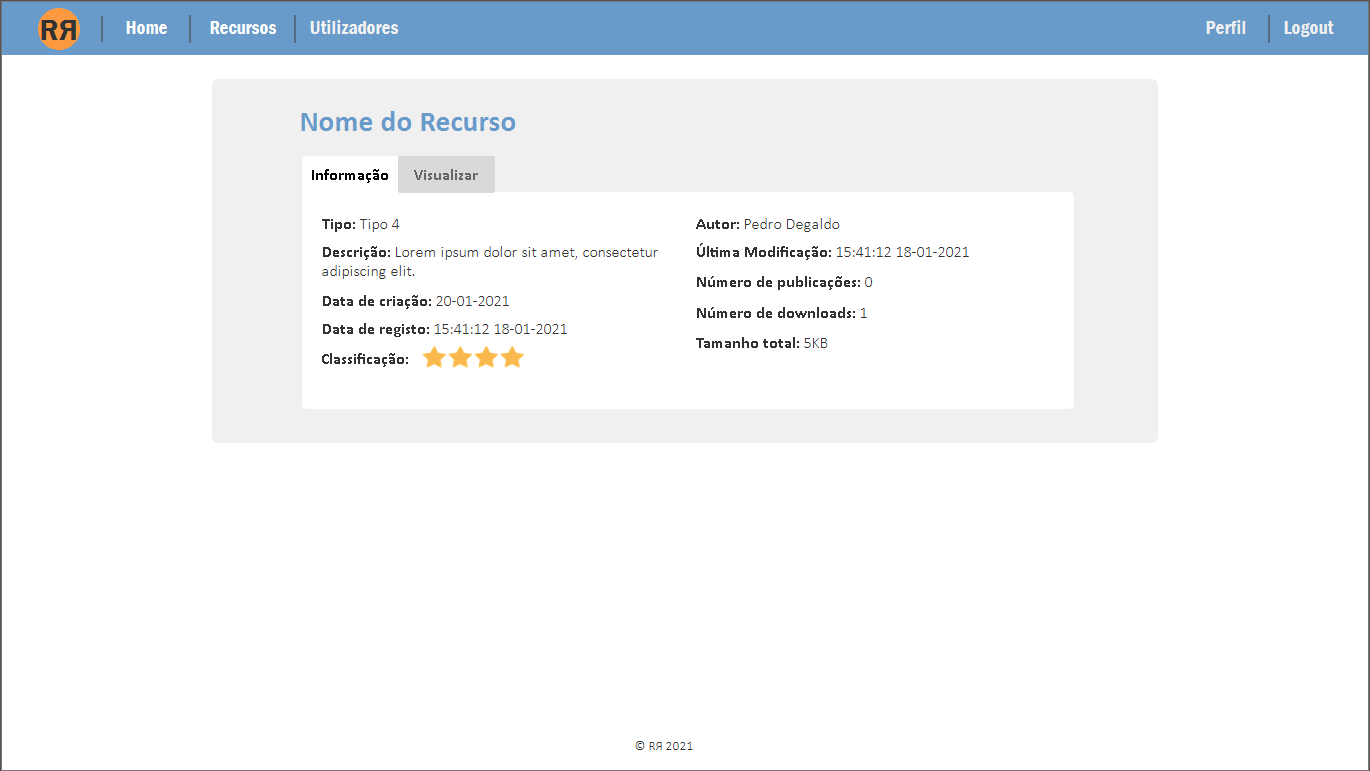 RЯ Home Recursos Utilizadores Perfil Logout
Nome do Recurso
Informação Visualizar
Tipo: Tipo 4
Descrição: Lorem ipsum dolor sit amet, consectetur
adipiscing elit.
Data de criação: 20-01-2021
Data de registo: 15:41:12 18-01-2021
Classificação:
Autor: Pedro Degaldo
Última Modificação: 15:41:12 18-01-2021
Número de publicações: 0
Número de downloads: 1
Tamanho total: 5KB
© RЯ 2021